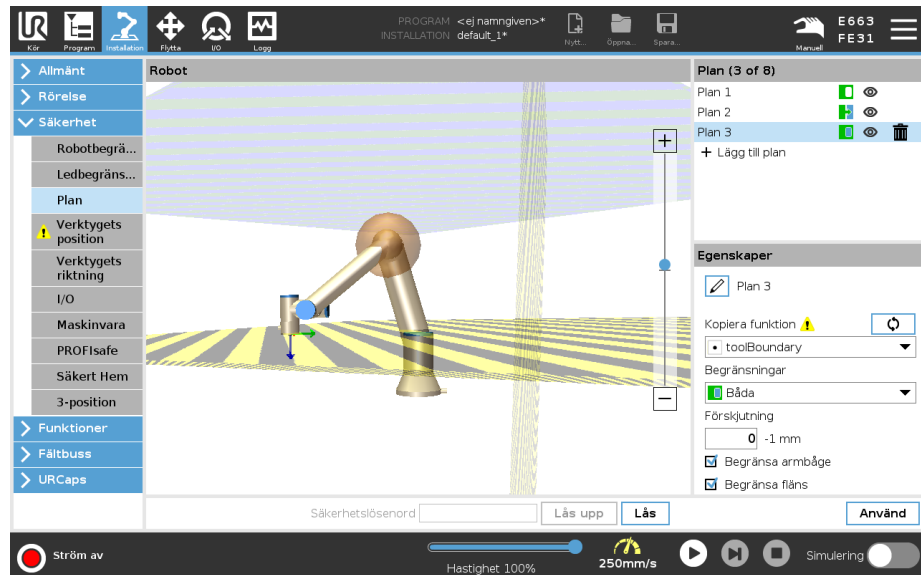 PROGRAM <ej namngiven>*
INSTALLATION default_1*
Kör Program Installation Flytta I/O Logg
Nytt... Öppna... Spara...
Manuell
E663
FE31
Allmänt
Rörelse
Säkerhet
Robotbegrä...
Ledbegräns...
Plan
Verktygets
position
Verktygets
riktning
I/O
Maskinvara
PROFIsafe
Säkert Hem
3-position
Funktioner
Fältbuss
URCaps
Robot
Plan (3 of 8)
Plan 1
Plan 2
Plan 3
+ Lägg till plan
Egenskaper
Plan 3
Kopiera funktion
toolBoundary
Begränsningar
Båda
Förskjutning
0 -1 mm
Begränsa armbåge
Begränsa fläns
Säkerhetslösenord Lås upp Lås Använd
Ström av
Hastighet 100%
250mm/s
Simulering